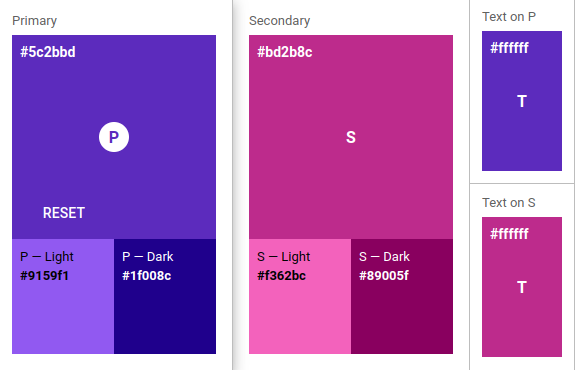 Primary
#5c2bbd
P
RESET
P — Light
#9159f1
P — Dark
#1f008c
Secondary
#bd2b8c
S
S — Light
#f362bc
S — Dark
#89005f
Text on P
#ffffff
T
Text on S
#ffffff
T